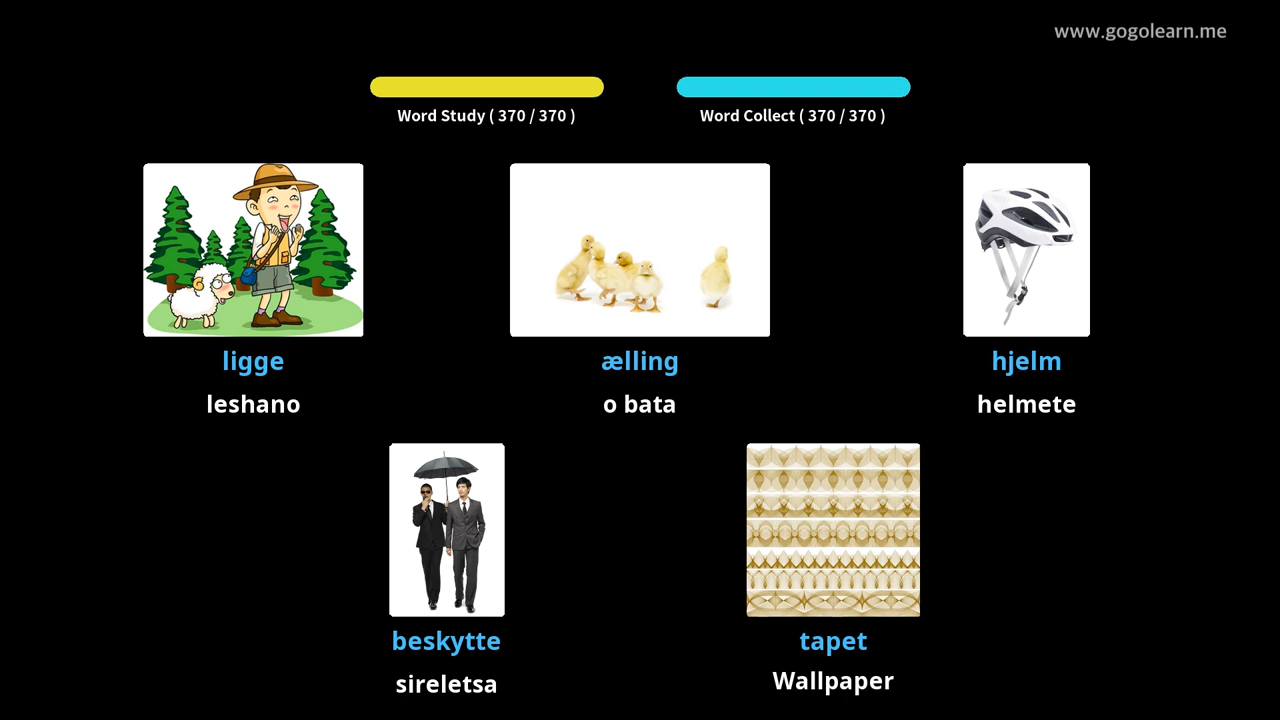 www.gogolearn.me
Word Study ( 370 / 370 )
Word Collect ( 370 / 370 )
ligge
leshano
ælling
o bata
hjelm
helmete
beskytte
sireletsa
tapet
Wallpaper